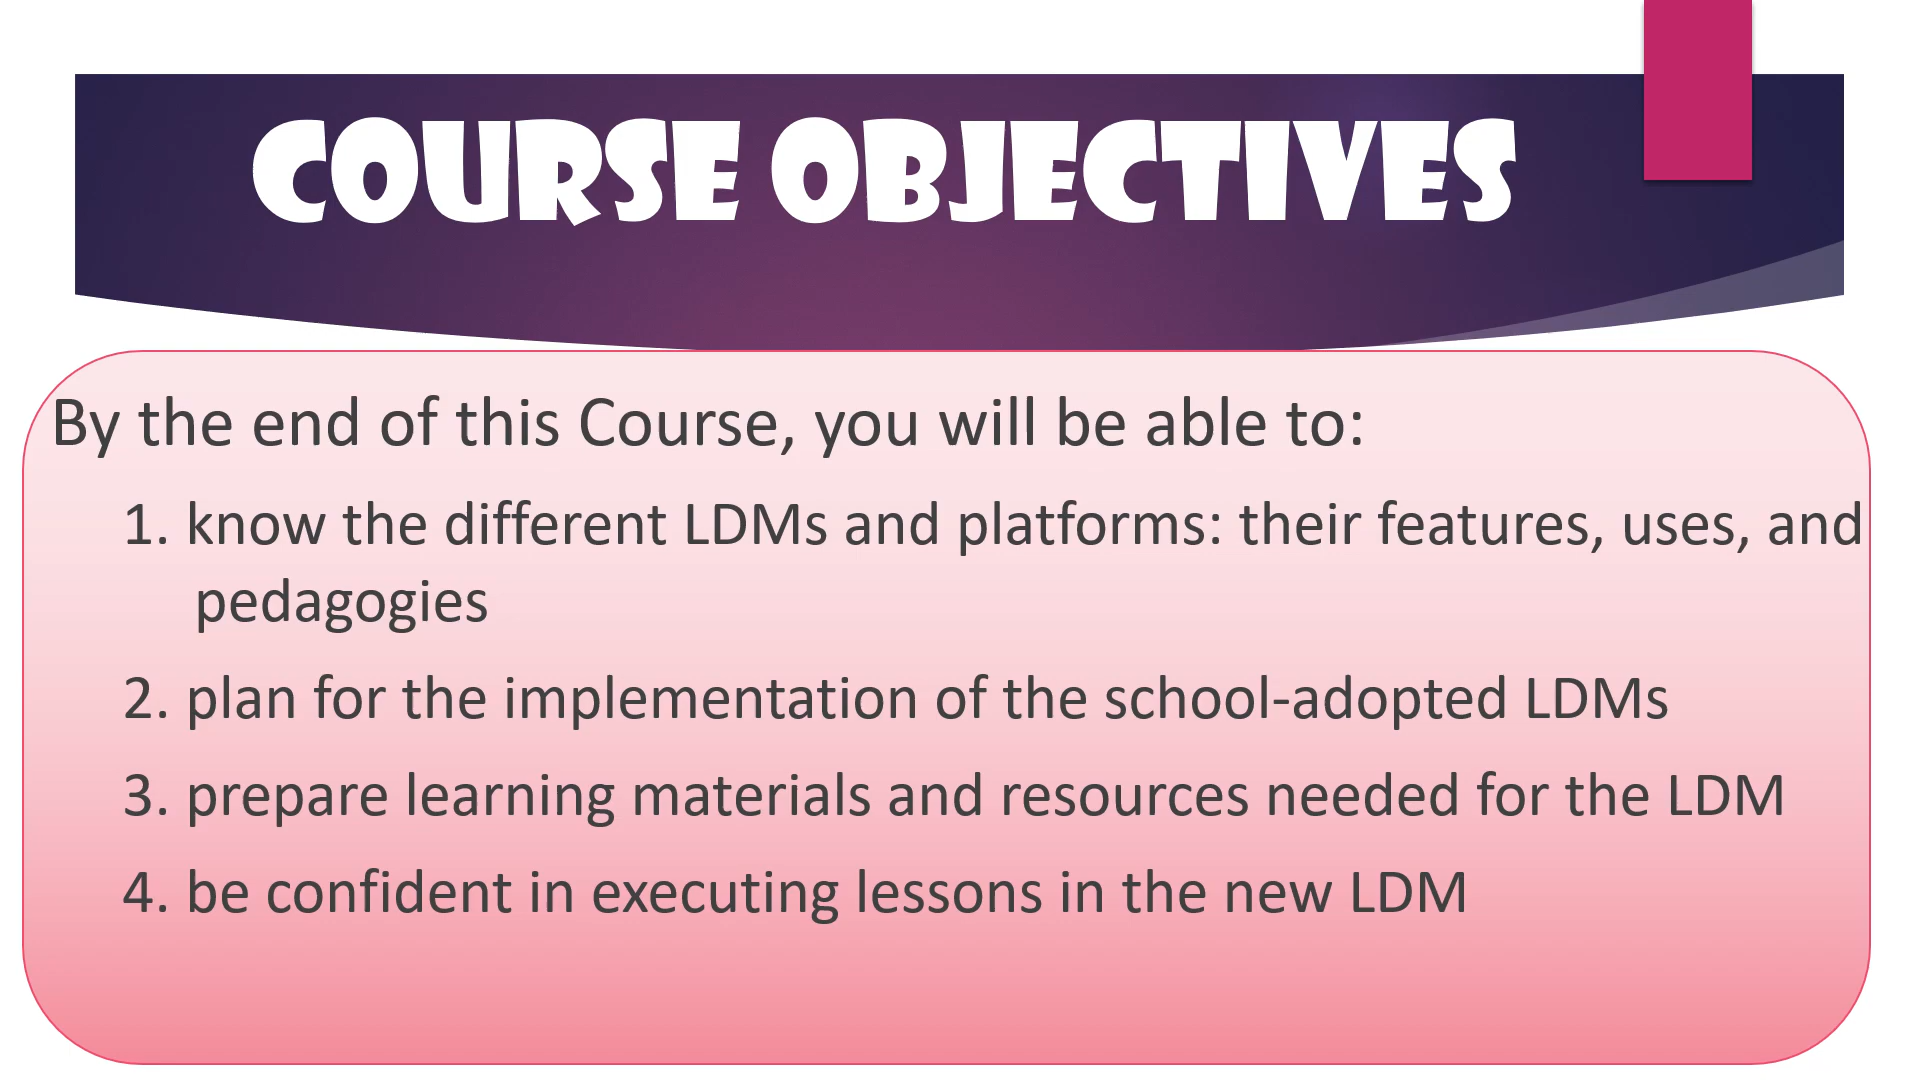 COURSE OBJECTIVES
By the end of this Course, you will be able to:
1. know the different LDMs and platforms: their features, uses, and
pedagogies
2. plan for the implementation of the school-adopted LDMs
3. prepare learning materials and resources needed for the LDM
4. be confident in executing lessons in the new LDM